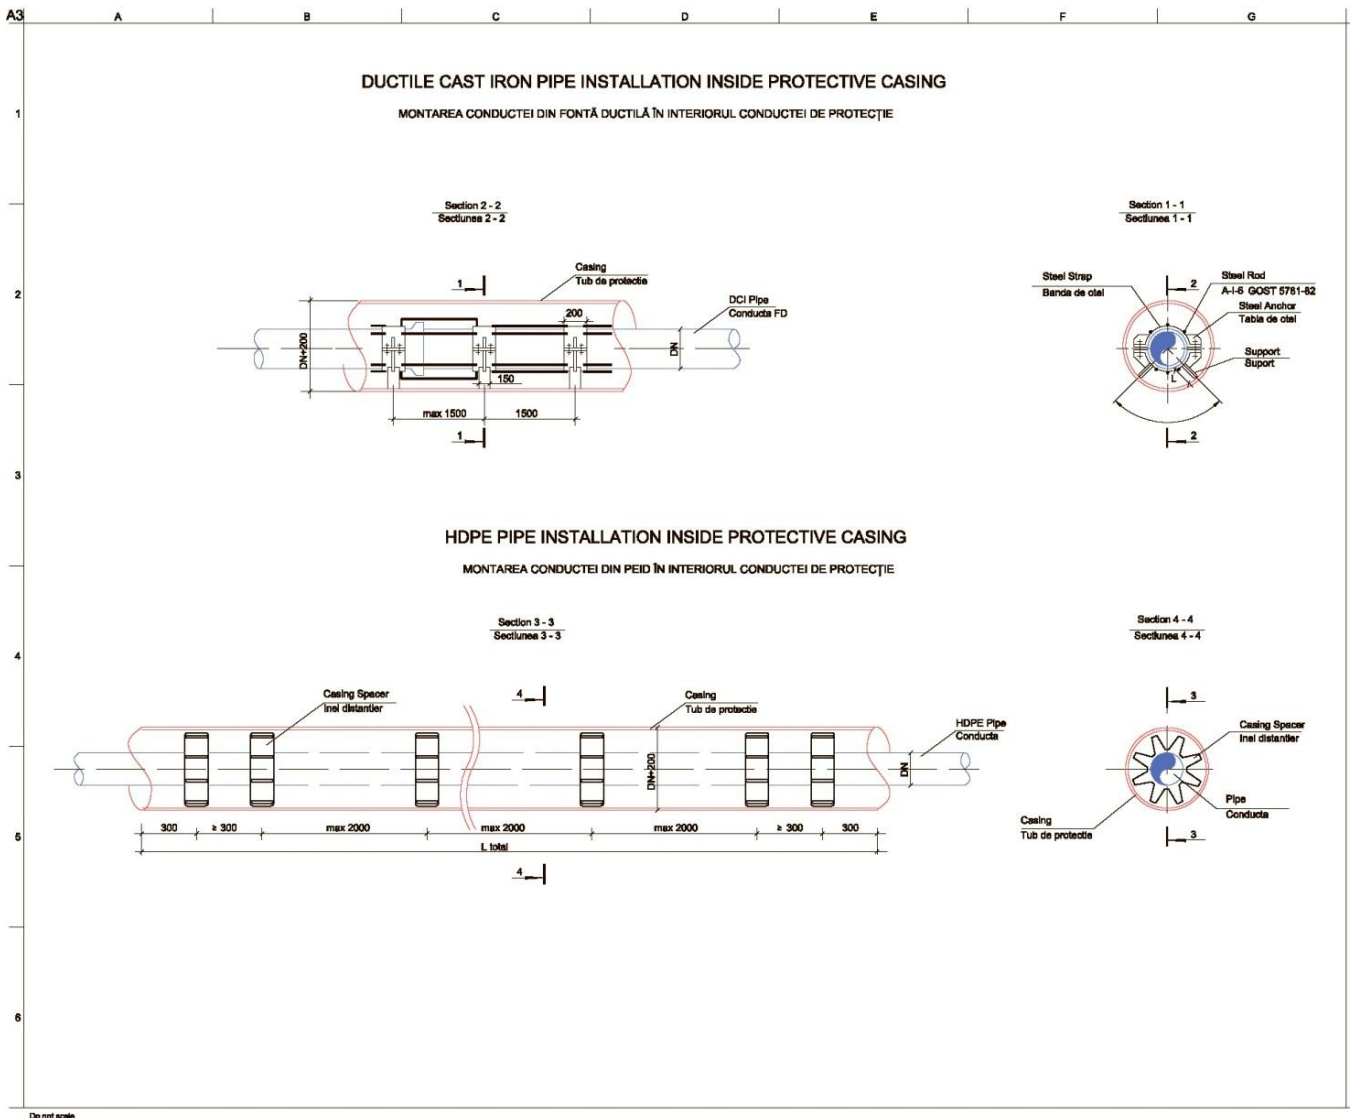 A3
A
B
C
D
E
F
G
DUCTILE CAST IRON PIPE INSTALLATION INSIDE PROTECTIVE CASING
1
MONTAREA CONDUCTEI DIN FONTĂ DUCTILĂ ÎN INTERIORUL CONDUCTEI DE PROTECȚIE
Section 2 - 2
Sectiunea 2 - 2
Section 1 - 1
Sectiunea 1 - 1
2
1
Casing
Tub de protectie
DCI Pipe
Conducta FD
200
DN+200
DN
150
max 1500
1500
1
Steel Strap
Banda de otel
2
Steel Rod
A-I-6 GOST 5781-82
Steel Anchor
Tabla de otel
Support
Suport
L
2
3
HDPE PIPE INSTALLATION INSIDE PROTECTIVE CASING
MONTAREA CONDUCTEI DIN PEID ÎN INTERIORUL CONDUCTEI DE PROTECȚIE
Section 3 - 3
Sectiunea 3 - 3
Section 4 - 4
Sectiunea 4 - 4
4
Casing Spacer
Inel distantier
4
Casing
Tub de protectie
HDPE Pipe
Conducta
DN+200
DN
300
≥ 300
max 2000
max 2000
max 2000
≥ 300
300
L total
4
3
Casing Spacer
Inel distantier
Pipe
Conducta
Casing
Tub de protectie
3
5
6
Do not scale